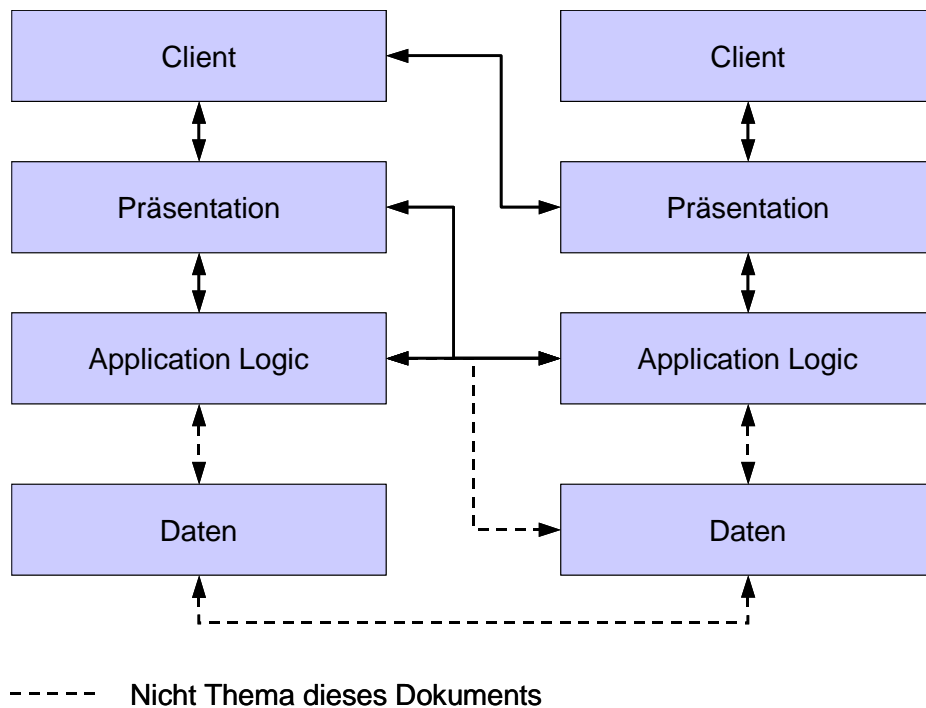 Client
Client
Präsentation
Präsentation
Application Logic
Application Logic
Daten
Daten
Nicht Thema dieses Dokuments